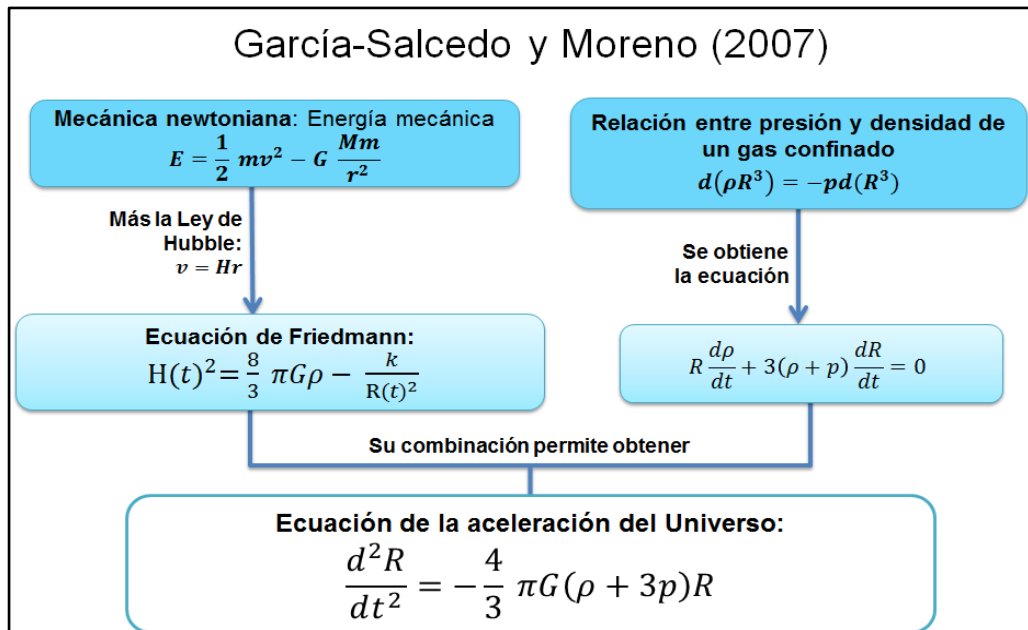 García-Salcedo y Moreno (2007)
Mecánica newtoniana: Energía mecánica
E = 1/2 mv² − G Mm/r²
Relación entre presión y densidad de
un gas confinado
d(ρR³) = −pd(R³)
Más la Ley de
Hubble:
v = Hr
Se obtiene
la ecuación
Ecuación de Friedmann:
H(t)² = 8/3 πGρ − k/R(t)²
R dρ/dt + 3(ρ + p) dR/dt = 0
Su combinación permite obtener
Ecuación de la aceleración del Universo:
d²R/dt² = − 4/3 πG(ρ + 3p)R